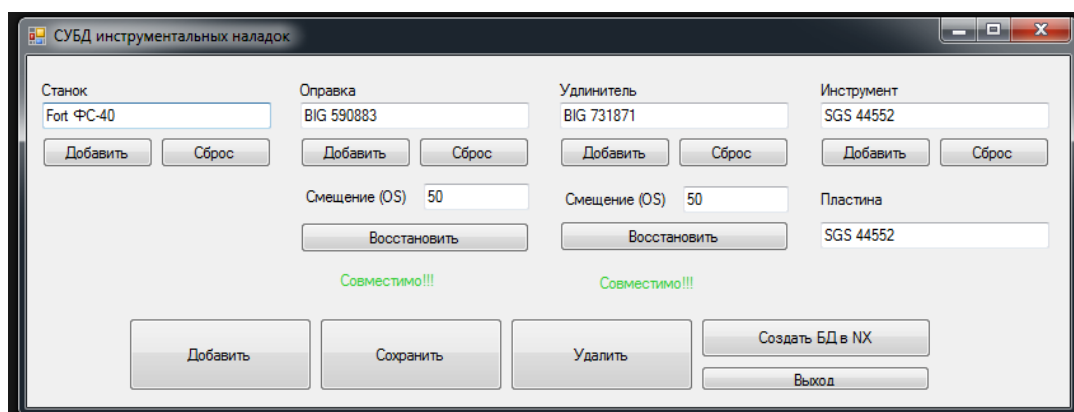 СУБД инструментальных наладок
Станок Оправка Удлинитель Инструмент
Fort ФС-40 BIG 590883 BIG 731871 SGS 44552
Добавить Сброс Добавить Сброс Добавить Сброс Добавить Сброс
Смещение (OS) 50 Смещение (OS) 50 Пластина
Восстановить Восстановить SGS 44552
Совместимо!!! Совместимо!!!
Добавить Сохранить Удалить Создать БД в NX
Выход